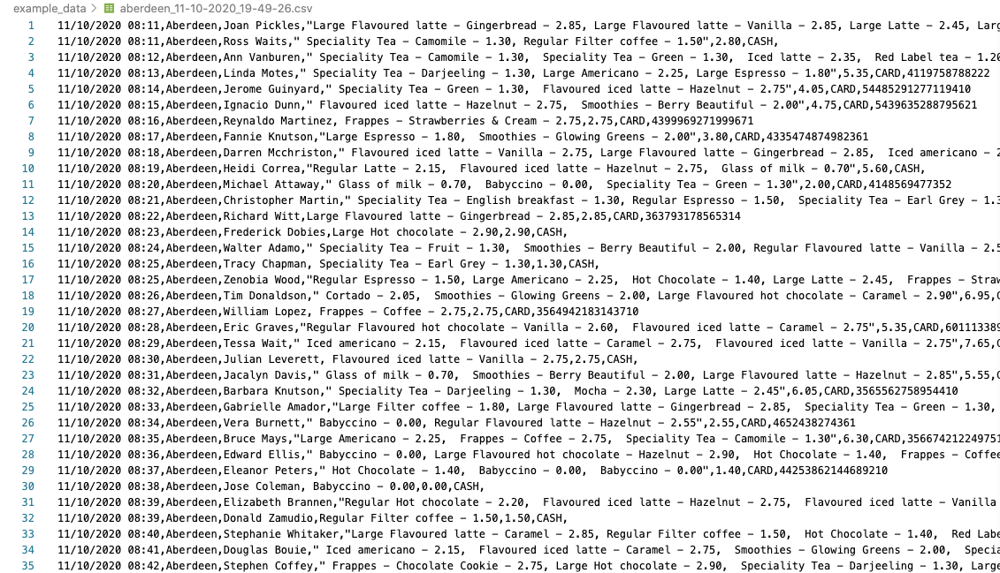 example_data > aberdeen_11-10-2020_19-49-26.csv
1 11/10/2020 08:11,Aberdeen,Joan Pickles,"Large Flavoured latte - Gingerbread - 2.85, Large Flavoured latte - Vanilla - 2.85, Large Latte - 2.45, Larg
2 11/10/2020 08:11,Aberdeen,Ross Waits," Speciality Tea - Camomile - 1.30, Regular Filter coffee - 1.50",2.80,CASH,
3 11/10/2020 08:12,Aberdeen,Ann Vanburen," Speciality Tea - Camomile - 1.30,  Speciality Tea - Green - 1.30,  Iced latte - 2.35,  Red Label tea - 1.20
4 11/10/2020 08:13,Aberdeen,Linda Motes," Speciality Tea - Darjeeling - 1.30, Large Americano - 2.25, Large Espresso - 1.80",5.35,CARD,4119758788222
5 11/10/2020 08:14,Aberdeen,Jerome Guinyard," Speciality Tea - Green - 1.30,  Flavoured iced latte - Hazelnut - 2.75",4.05,CARD,54485291277119410
6 11/10/2020 08:15,Aberdeen,Ignacio Dunn," Flavoured iced latte - Hazelnut - 2.75,  Smoothies - Berry Beautiful - 2.00",4.75,CARD,5439635288795621
7 11/10/2020 08:16,Aberdeen,Reynaldo Martinez, Frappes - Strawberries & Cream - 2.75,2.75,CARD,4399969271999671
8 11/10/2020 08:17,Aberdeen,Fannie Knutson,"Large Espresso - 1.80,  Smoothies - Glowing Greens - 2.00",3.80,CARD,4335474874982361
9 11/10/2020 08:18,Aberdeen,Darren Mcchriston," Flavoured iced latte - Vanilla - 2.75, Large Flavoured latte - Gingerbread - 2.85,  Iced americano - 2
10 11/10/2020 08:19,Aberdeen,Heidi Correa,"Regular Latte - 2.15,  Flavoured iced latte - Hazelnut - 2.75,  Glass of milk - 0.70",5.60,CASH,
11 11/10/2020 08:20,Aberdeen,Michael Attaway," Glass of milk - 0.70,  Babyccino - 0.00,  Speciality Tea - Green - 1.30",2.00,CARD,4148569477352
12 11/10/2020 08:21,Aberdeen,Christopher Martin," Speciality Tea - English breakfast - 1.30, Regular Espresso - 1.50,  Speciality Tea - Earl Grey - 1.3
13 11/10/2020 08:22,Aberdeen,Richard Witt,Large Flavoured latte - Gingerbread - 2.85,2.85,CARD,363793178565314
14 11/10/2020 08:23,Aberdeen,Frederick Dobies,Large Hot chocolate - 2.90,2.90,CASH,
15 11/10/2020 08:24,Aberdeen,Walter Adamo," Speciality Tea - Fruit - 1.30,  Smoothies - Berry Beautiful - 2.00, Regular Flavoured latte - Vanilla - 2.5
16 11/10/2020 08:25,Aberdeen,Tracy Chapman, Speciality Tea - Earl Grey - 1.30,1.30,CASH,
17 11/10/2020 08:25,Aberdeen,Zenobia Wood,"Regular Espresso - 1.50, Large Americano - 2.25,  Hot Chocolate - 1.40, Large Latte - 2.45,  Frappes - Straw
18 11/10/2020 08:26,Aberdeen,Tim Donaldson," Cortado - 2.05,  Smoothies - Glowing Greens - 2.00, Large Flavoured hot chocolate - Caramel - 2.90",6.95,C
19 11/10/2020 08:27,Aberdeen,William Lopez, Frappes - Coffee - 2.75,2.75,CARD,3564942183143710
20 11/10/2020 08:28,Aberdeen,Eric Graves,"Regular Flavoured hot chocolate - Vanilla - 2.60,  Flavoured iced latte - Caramel - 2.75",5.35,CARD,601113389
21 11/10/2020 08:29,Aberdeen,Tessa Wait," Iced americano - 2.15,  Flavoured iced latte - Caramel - 2.75,  Flavoured iced latte - Vanilla - 2.75",7.65,C
22 11/10/2020 08:30,Aberdeen,Julian Leverett, Flavoured iced latte - Vanilla - 2.75,2.75,CASH,
23 11/10/2020 08:31,Aberdeen,Jacalyn Davis," Glass of milk - 0.70,  Smoothies - Berry Beautiful - 2.00, Large Flavoured latte - Hazelnut - 2.85",5.55,C
24 11/10/2020 08:32,Aberdeen,Barbara Knutson," Speciality Tea - Darjeeling - 1.30,  Mocha - 2.30, Large Latte - 2.45",6.05,CARD,3565562758954410
25 11/10/2020 08:33,Aberdeen,Gabrielle Amador,"Large Filter coffee - 1.80, Large Flavoured latte - Gingerbread - 2.85,  Speciality Tea - Green - 1.30,
26 11/10/2020 08:34,Aberdeen,Vera Burnett," Babyccino - 0.00, Regular Flavoured latte - Hazelnut - 2.55",2.55,CARD,4652438274361
27 11/10/2020 08:35,Aberdeen,Bruce Mays,"Large Americano - 2.25,  Frappes - Coffee - 2.75,  Speciality Tea - Camomile - 1.30",6.30,CARD,356674212249751
28 11/10/2020 08:36,Aberdeen,Edward Ellis," Babyccino - 0.00, Large Flavoured hot chocolate - Hazelnut - 2.90,  Hot Chocolate - 1.40,  Frappes - Coffee
29 11/10/2020 08:37,Aberdeen,Eleanor Peters," Hot Chocolate - 1.40,  Babyccino - 0.00,  Babyccino - 0.00",1.40,CARD,44253862144689210
30 11/10/2020 08:38,Aberdeen,Jose Coleman, Babyccino - 0.00,0.00,CASH,
31 11/10/2020 08:39,Aberdeen,Elizabeth Brannen,"Regular Hot chocolate - 2.20,  Flavoured iced latte - Hazelnut - 2.75,  Flavoured iced latte - Vanilla
32 11/10/2020 08:39,Aberdeen,Donald Zamudio,Regular Filter coffee - 1.50,1.50,CASH,
33 11/10/2020 08:40,Aberdeen,Stephanie Whitaker,"Large Flavoured latte - Caramel - 2.85, Regular Filter coffee - 1.50,  Hot Chocolate - 1.40,  Red Labe
34 11/10/2020 08:41,Aberdeen,Douglas Bouie," Iced americano - 2.15,  Flavoured iced latte - Caramel - 2.75,  Smoothies - Glowing Greens - 2.00,  Specia
35 11/10/2020 08:42,Aberdeen,Stephen Coffey," Frappes - Chocolate Cookie - 2.75, Large Hot chocolate - 2.90,  Speciality Tea - Darjeeling - 1.30, Large